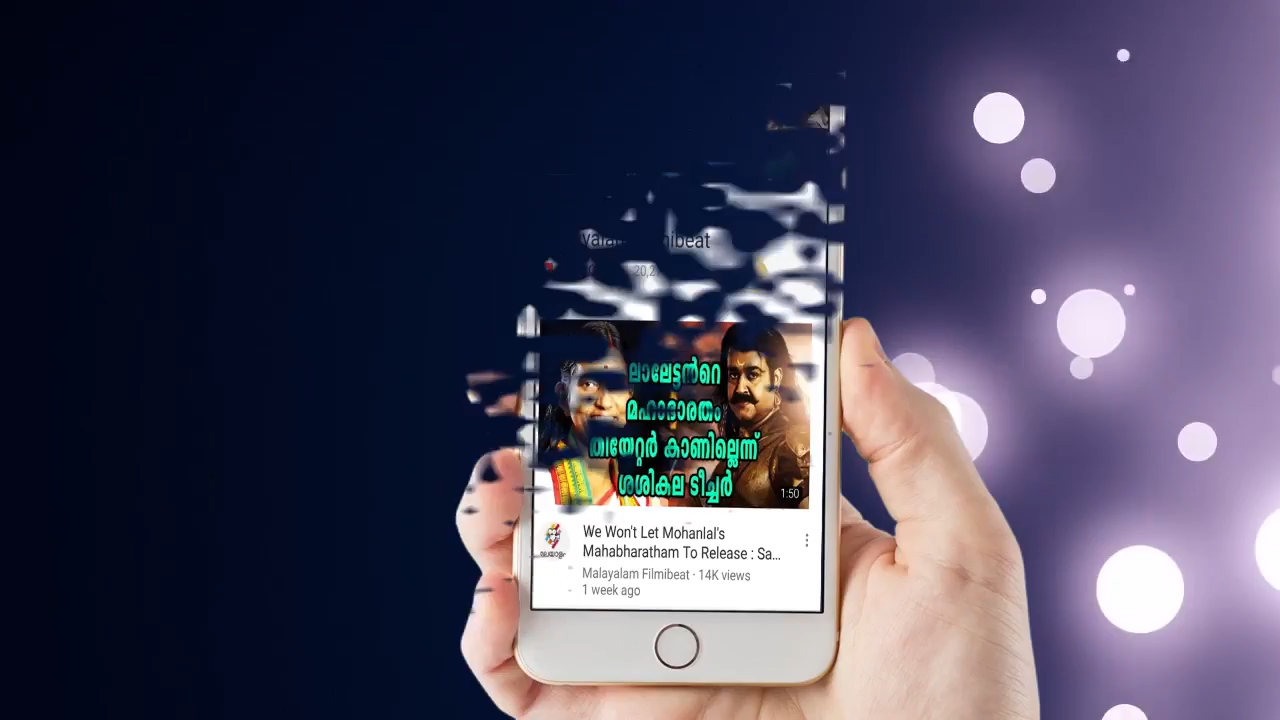 ലാലേട്ടൻറെ
മഹാഭാരതം
തിയേറ്റർ കാണില്ലെന്ന്
ശശികല ടീച്ചർ
1:50
We Won't Let Mohanlal's
Mahabharatham To Release : Sa...
Malayalam Filmibeat · 14K views
1 week ago